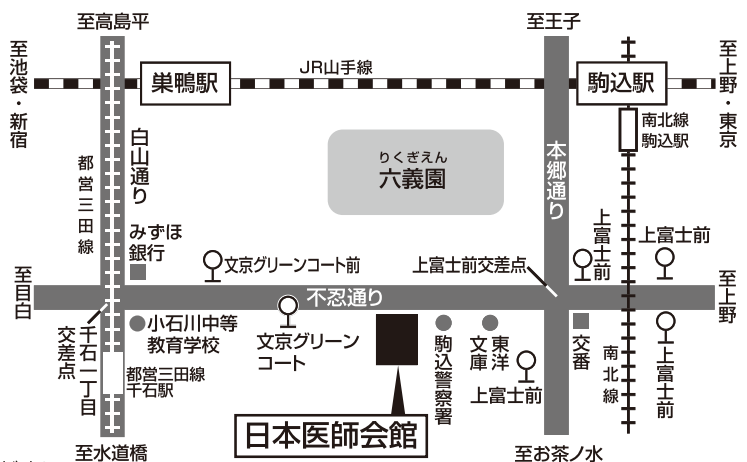 至高島平
至王子
至池袋・新宿
巣鴨駅
JR山手線
駒込駅
至上野・東京
南北線
駒込駅
白山通り
都営三田線
りくぎえん
六義園
本郷通り
みずほ
銀行
文京グリーンコート前
上富士前交差点
上富士前
上富士前
至目白
不忍通り
至上野
千石一丁目
交差点
小石川中等
教育学校
文京グリーン
コート
駒込警察署
東洋
文庫
上富士前
交番
南北線
上富士前
都営三田線
千石駅
日本医師会館
至水道橋
至お茶ノ水